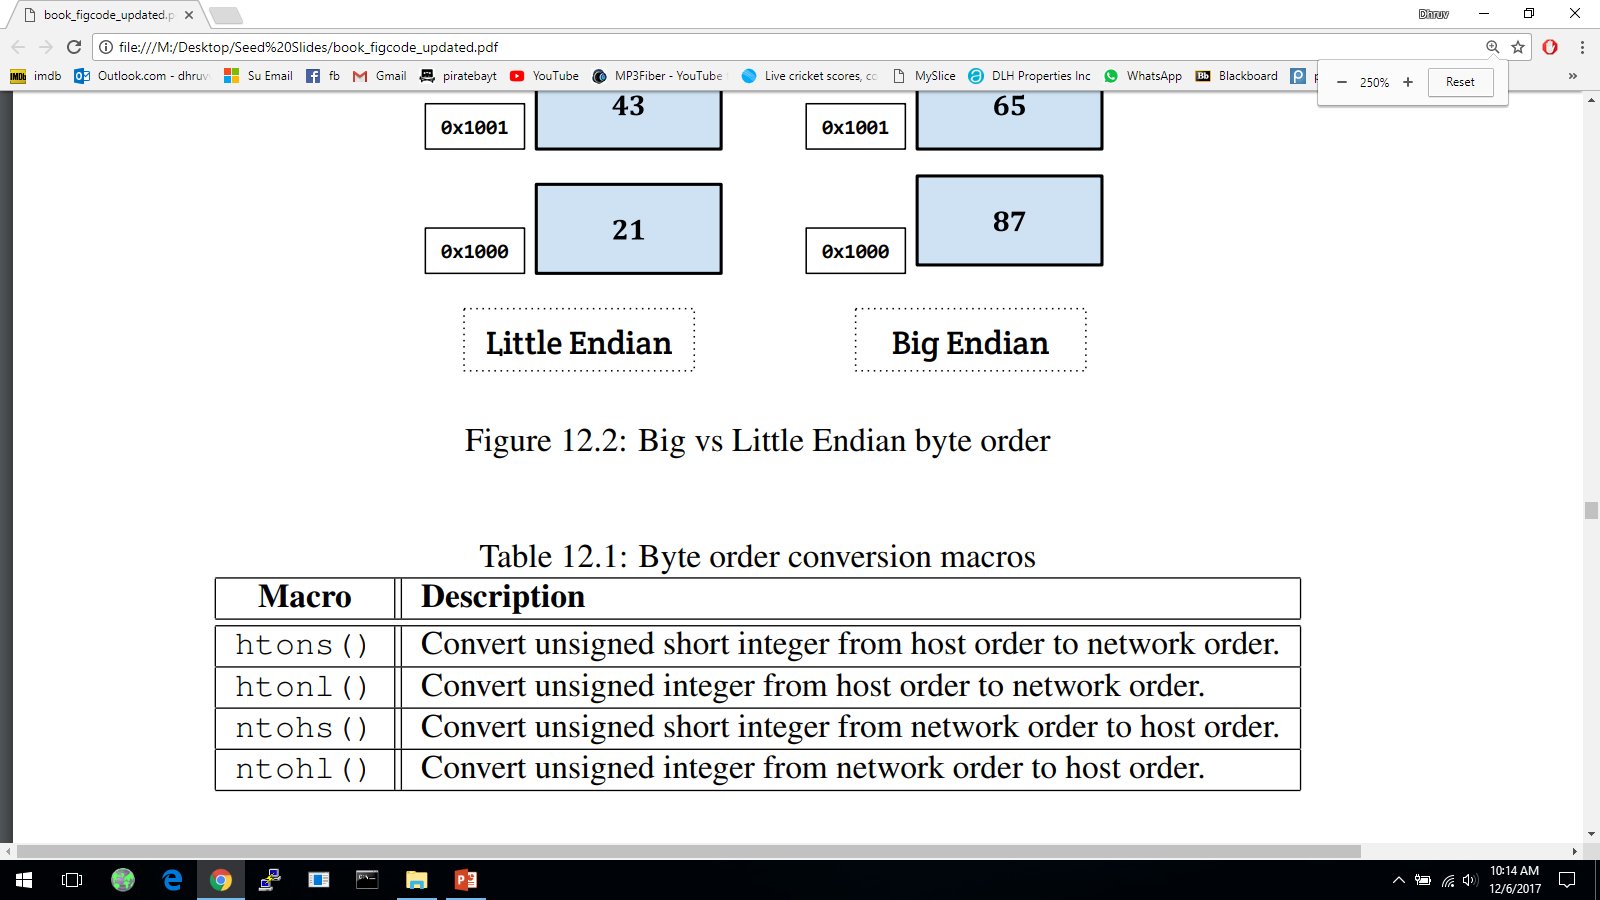 book_figcode_updated.p
Dhruv
file:///M:/Desktop/Seed%20Slides/book_figcode_updated.pdf
imdb Outlook.com - dhruv Su Email fb Gmail piratebayt YouTube MP3Fiber - YouTube Live cricket scores, co MySlice DLH Properties Inc WhatsApp Bb Blackboard »
− 250% + Reset
0x1001 43 0x1001 65
0x1000 21 0x1000 87
Little Endian Big Endian
Figure 12.2: Big vs Little Endian byte order
Table 12.1: Byte order conversion macros
Macro Description
htons() Convert unsigned short integer from host order to network order.
htonl() Convert unsigned integer from host order to network order.
ntohs() Convert unsigned short integer from network order to host order.
ntohl() Convert unsigned integer from network order to host order.
10:14 AM
12/6/2017